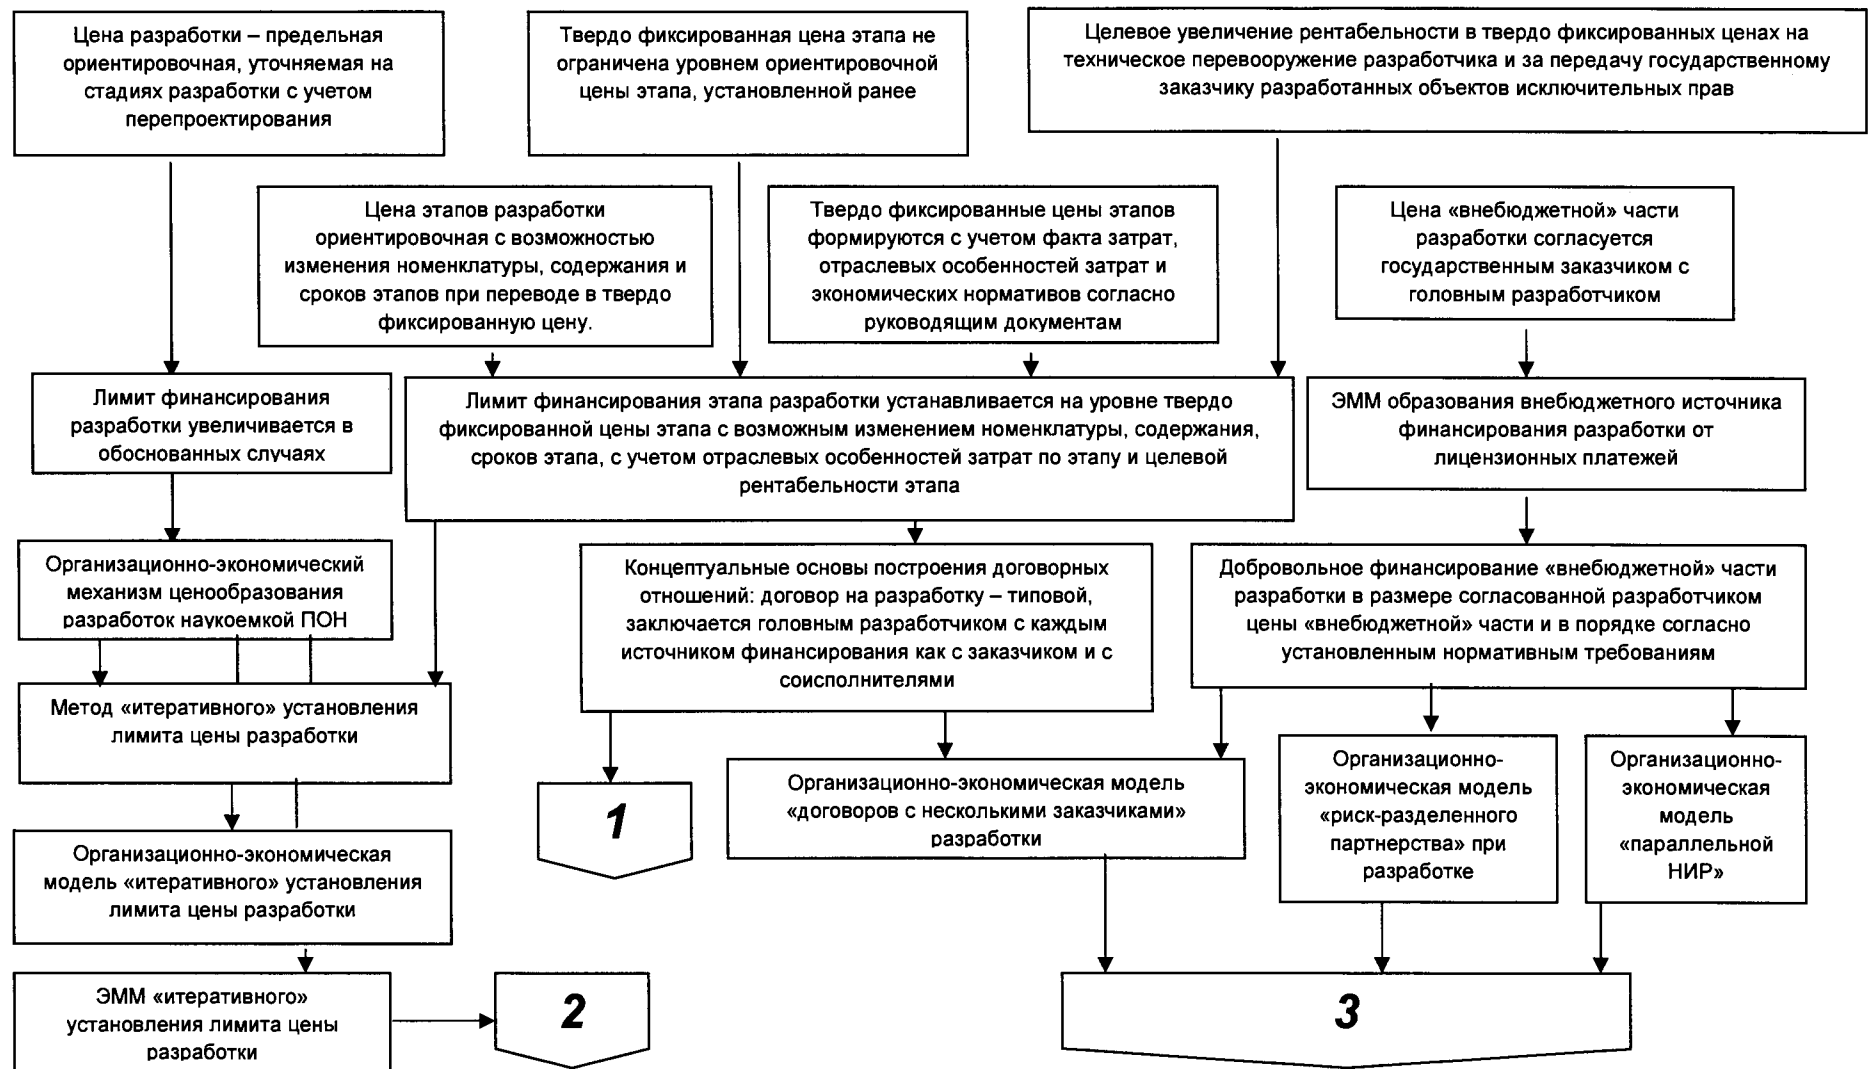 Цена разработки – предельная
ориентировочная, уточняемая на
стадиях разработки с учетом
перепроектирования
Твердо фиксированная цена этапа не
ограничена уровнем ориентировочной
цены этапа, установленной ранее
Целевое увеличение рентабельности в твердо фиксированных ценах на
техническое перевооружение разработчика и за передачу государственному
заказчику разработанных объектов исключительных прав
Цена этапов разработки
ориентировочная с возможностью
изменения номенклатуры, содержания и
сроков этапов при переводе в твердо
фиксированную цену.
Твердо фиксированные цены этапов
формируются с учетом факта затрат,
отраслевых особенностей затрат и
экономических нормативов согласно
руководящим документам
Цена «внебюджетной» части
разработки согласуется
государственным заказчиком с
головным разработчиком
Лимит финансирования
разработки увеличивается в
обоснованных случаях
Лимит финансирования этапа разработки устанавливается на уровне твердо
фиксированной цены этапа с возможным изменением номенклатуры, содержания,
сроков этапа, с учетом отраслевых особенностей затрат по этапу и целевой
рентабельности этапа
ЭММ образования внебюджетного источника
финансирования разработки от
лицензионных платежей
Организационно-экономический
механизм ценообразования
разработок наукоемкой ПОН
Концептуальные основы построения договорных
отношений: договор на разработку – типовой,
заключается головным разработчиком с каждым
источником финансирования как с заказчиком и с
соисполнителями
Добровольное финансирование «внебюджетной» части
разработки в размере согласованной разработчиком
цены «внебюджетной» части и в порядке согласно
установленным нормативным требованиям
Метод «итеративного» установления
лимита цены разработки
1
Организационно-экономическая модель
«договоров с несколькими заказчиками»
разработки
Организационно-
экономическая модель
«риск-разделенного
партнерства» при
разработке
Организационно-
экономическая
модель
«параллельной
НИР»
Организационно-экономическая
модель «итеративного» установления
лимита цены разработки
ЭММ «итеративного»
установления лимита цены
разработки
2
3